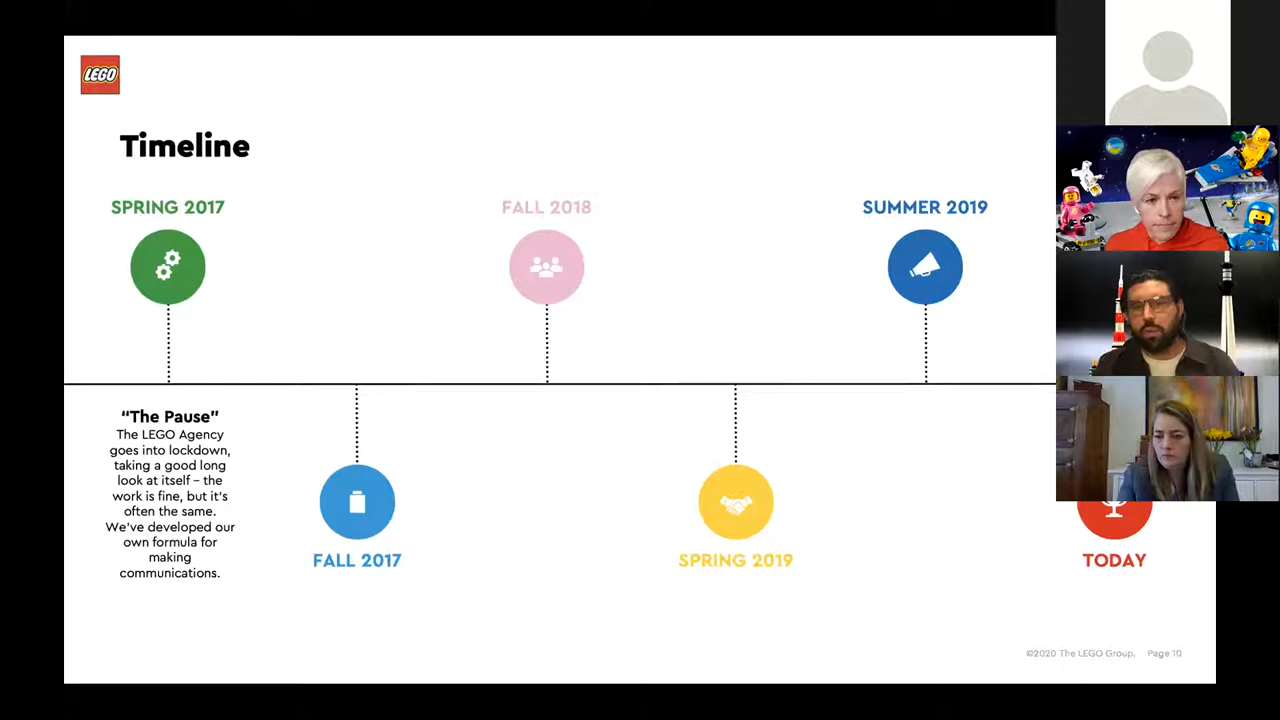 LEGO
Timeline
SPRING 2017
FALL 2018
SUMMER 2019
“The Pause”
The LEGO Agency
goes into lockdown,
taking a good long
look at itself – the
work is fine, but it’s
often the same.
We’ve developed our
own formula for
making
communications.
FALL 2017
SPRING 2019
TODAY
©2020 The LEGO Group.
Page 10